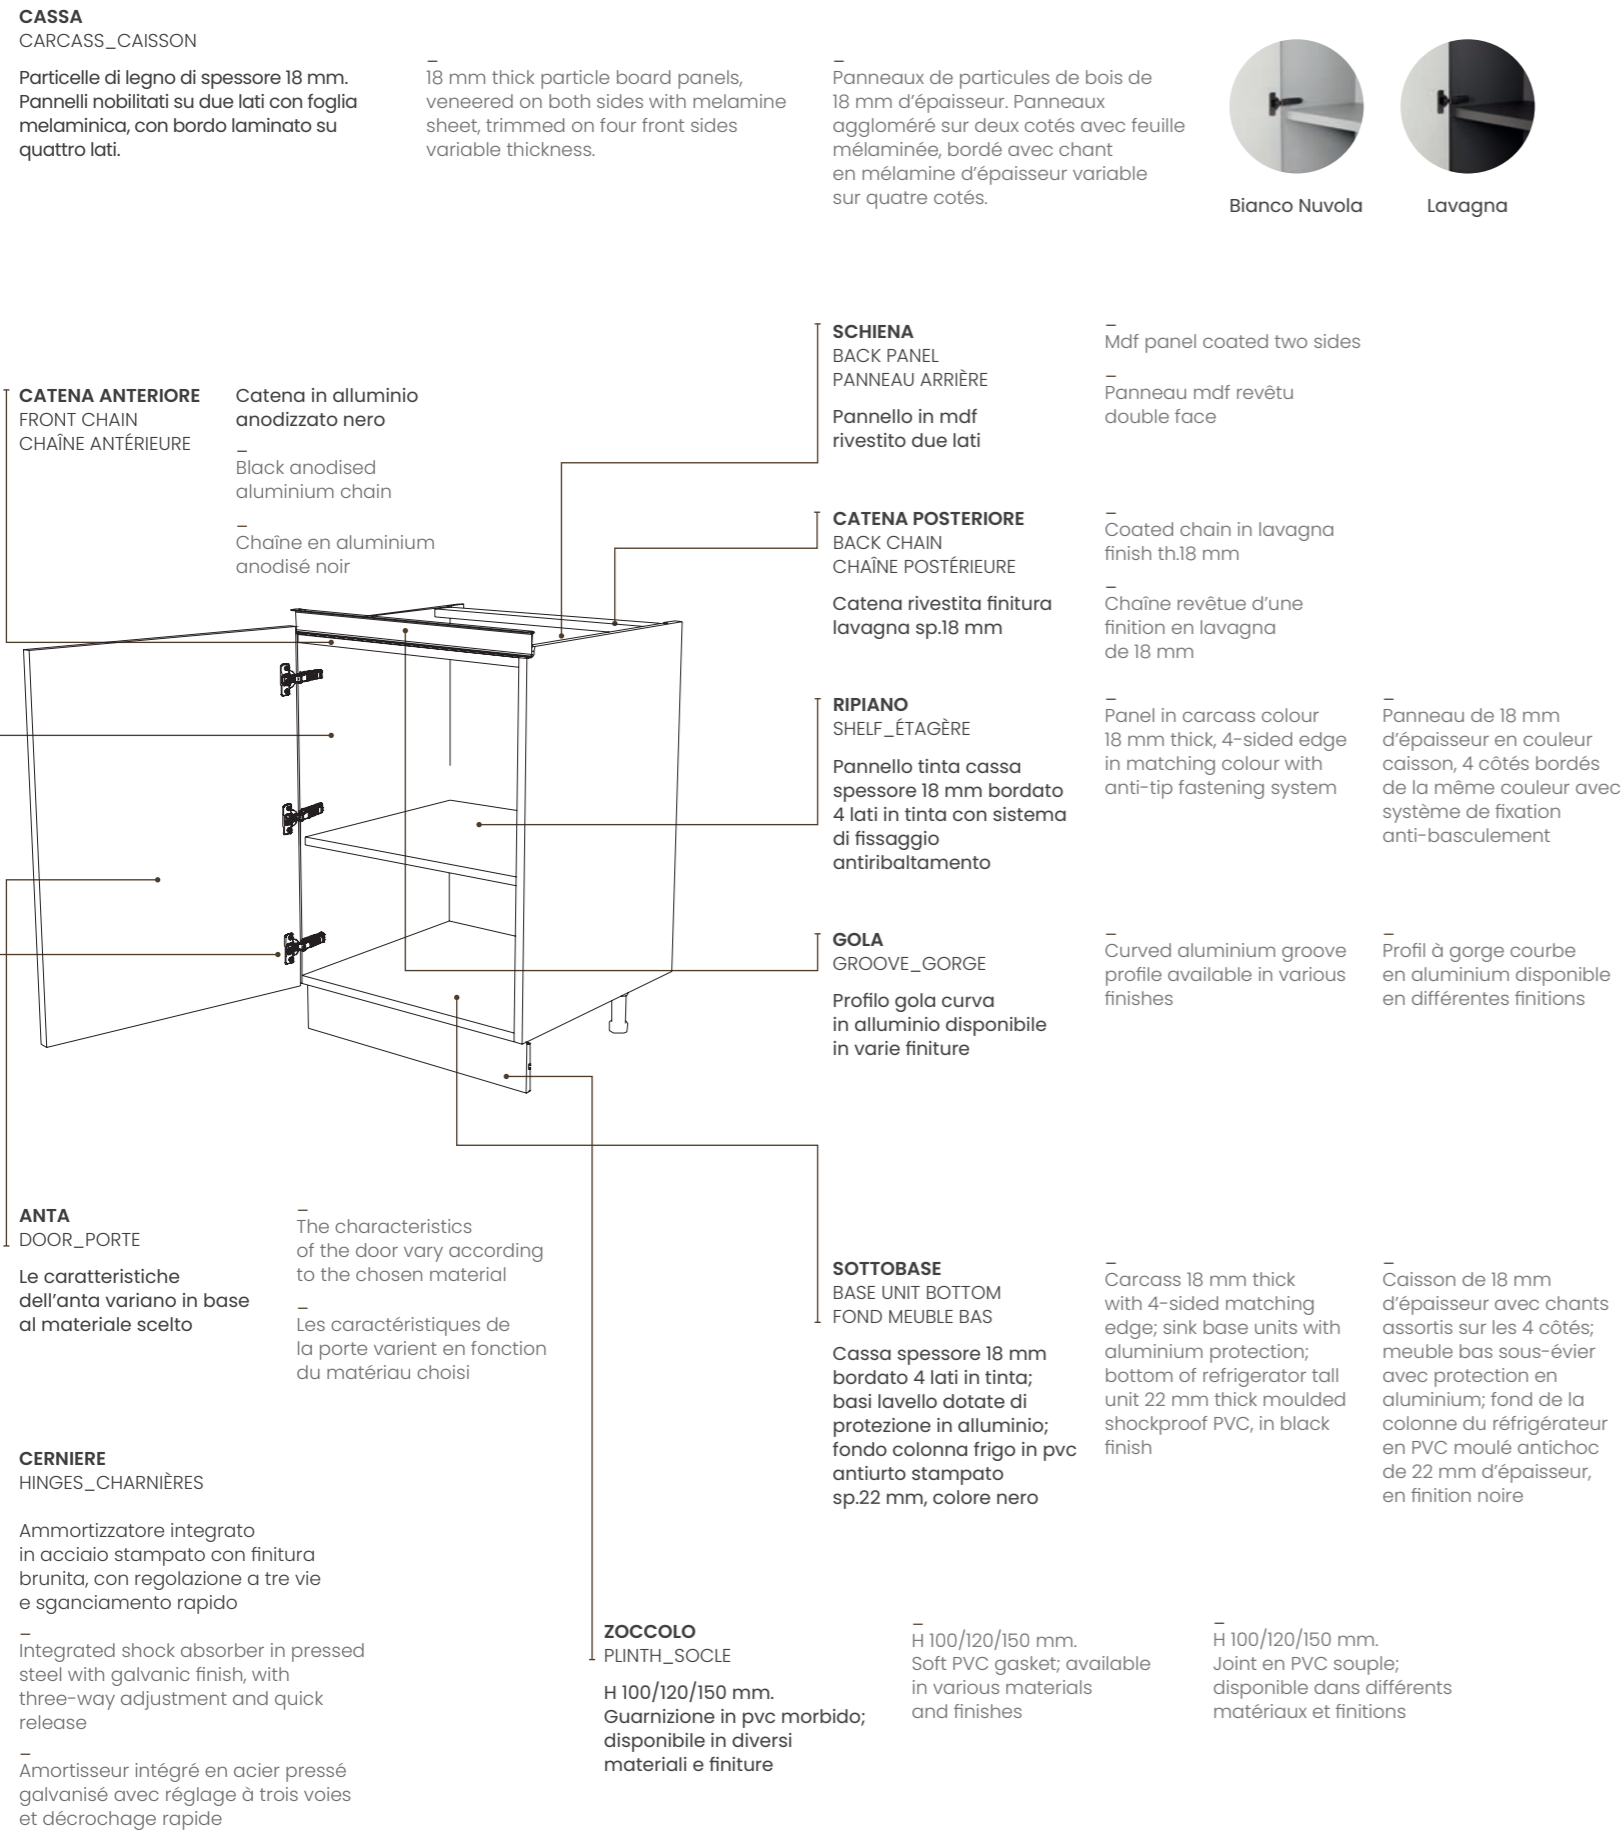 CASSA
CARCASS_CAISSON
Particelle di legno di spessore 18 mm.
Pannelli nobilitati su due lati con foglia
melaminica, con bordo laminato su
quattro lati.
–
18 mm thick particle board panels,
veneered on both sides with melamine
sheet, trimmed on four front sides
variable thickness.
–
Panneaux de particules de bois de
18 mm d’épaisseur. Panneaux
aggloméré sur deux cotés avec feuille
mélaminée, bordé avec chant
en mélamine d’épaisseur variable
sur quatre cotés.
Bianco Nuvola
Lavagna
SCHIENA
BACK PANEL
PANNEAU ARRIÈRE
Pannello in mdf
rivestito due lati
–
Mdf panel coated two sides
–
Panneau mdf revêtu
double face
CATENA ANTERIORE
FRONT CHAIN
CHAÎNE ANTÉRIEURE
Catena in alluminio
anodizzato nero
–
Black anodised
aluminium chain
–
Chaîne en aluminium
anodisé noir
CATENA POSTERIORE
BACK CHAIN
CHAÎNE POSTÉRIEURE
Catena rivestita finitura
lavagna sp.18 mm
–
Coated chain in lavagna
finish th.18 mm
–
Chaîne revêtue d’une
finition en lavagna
de 18 mm
RIPIANO
SHELF_ÉTAGÈRE
Pannello tinta cassa
spessore 18 mm bordato
4 lati in tinta con sistema
di fissaggio
antiribaltamento
–
Panel in carcass colour
18 mm thick, 4-sided edge
in matching colour with
anti-tip fastening system
–
Panneau de 18 mm
d’épaisseur en couleur
caisson, 4 côtés bordés
de la même couleur avec
système de fixation
anti-basculement
GOLA
GROOVE_GORGE
Profilo gola curva
in alluminio disponibile
in varie finiture
–
Curved aluminium groove
profile available in various
finishes
–
Profil à gorge courbe
en aluminium disponible
en différentes finitions
ANTA
DOOR_PORTE
Le caratteristiche
dell’anta variano in base
al materiale scelto
–
The characteristics
of the door vary according
to the chosen material
–
Les caractéristiques de
la porte varient en fonction
du matériau choisi
SOTTOBASE
BASE UNIT BOTTOM
FOND MEUBLE BAS
Cassa spessore 18 mm
bordato 4 lati in tinta;
basi lavello dotate di
protezione in alluminio;
fondo colonna frigo in pvc
antiurto stampato
sp.22 mm, colore nero
–
Carcass 18 mm thick
with 4-sided matching
edge; sink base units with
aluminium protection;
bottom of refrigerator tall
unit 22 mm thick moulded
shockproof PVC, in black
finish
–
Caisson de 18 mm
d’épaisseur avec chants
assortis sur les 4 côtés;
meuble bas sous-évier
avec protection en
aluminium; fond de la
colonne du réfrigérateur
en PVC moulé antichoc
de 22 mm d’épaisseur,
en finition noire
CERNIERE
HINGES_CHARNIÈRES
Ammortizzatore integrato
in acciaio stampato con finitura
brunita, con regolazione a tre vie
e sganciamento rapido
–
Integrated shock absorber in pressed
steel with galvanic finish, with
three-way adjustment and quick
release
–
Amortisseur intégré en acier pressé
galvanisé avec réglage à trois voies
et décrochage rapide
ZOCCOLO
PLINTH_SOCLE
H 100/120/150 mm.
Guarnizione in pvc morbido;
disponibile in diversi
materiali e finiture
–
H 100/120/150 mm.
Soft PVC gasket; available
in various materials
and finishes
–
H 100/120/150 mm.
Joint en PVC souple;
disponible dans différents
matériaux et finitions